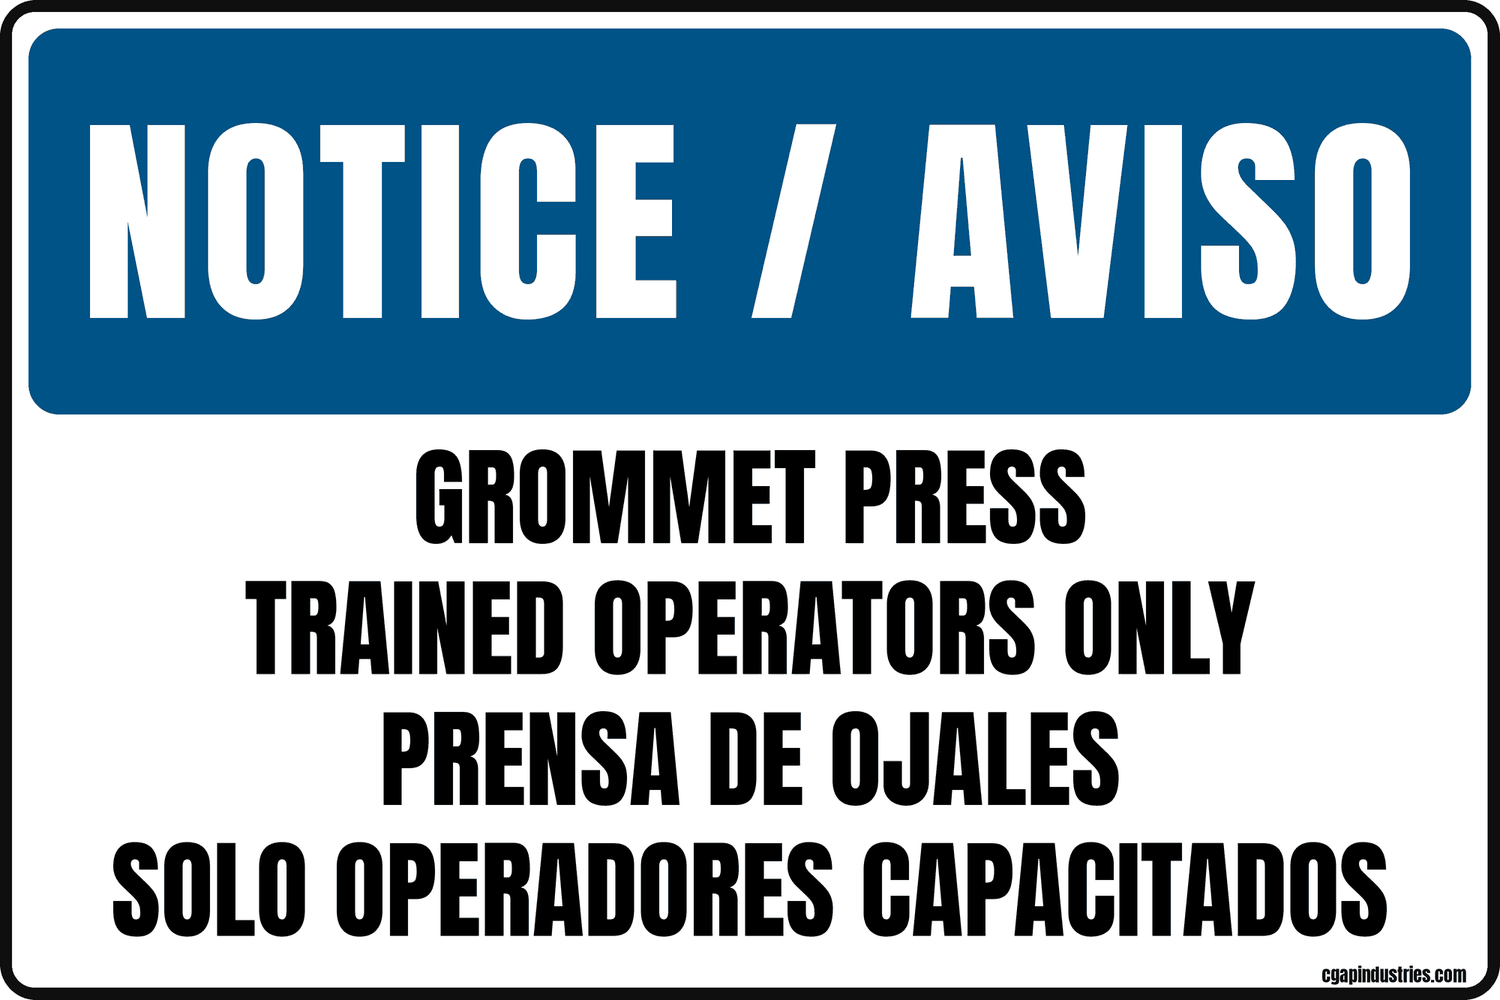 NOTICE / AVISO
GROMMET PRESS
TRAINED OPERATORS ONLY
PRENSA DE OJALES
SOLO OPERADORES CAPACITADOS
cgapindustries.com